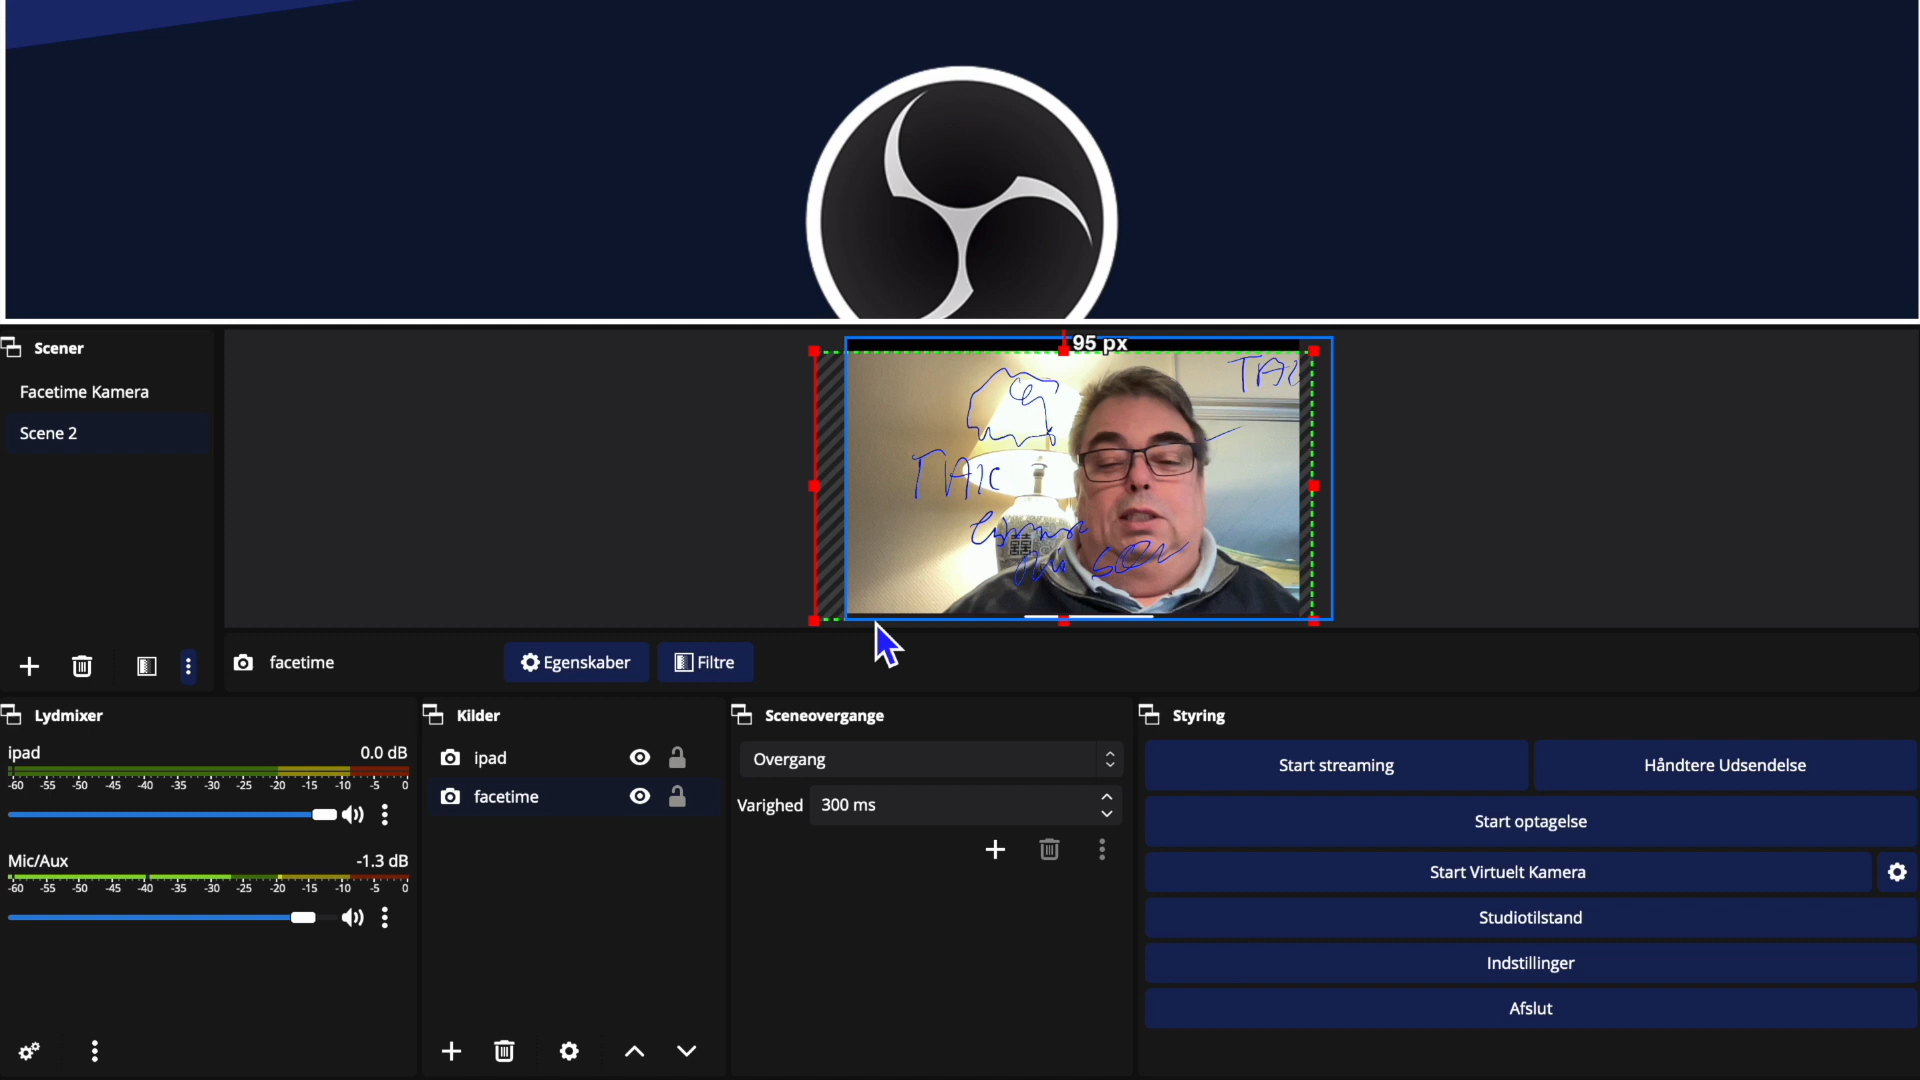 95 px
Scener
Facetime Kamera
Scene 2
TAK
TAK
facetime
Egenskaber
Filtre
Lydmixer
ipad 0.0 dB
-60 -55 -50 -45 -40 -35 -30 -25 -20 -15 -10 -5 0
Mic/Aux -1.3 dB
-60 -55 -50 -45 -40 -35 -30 -25 -20 -15 -10 -5 0
Kilder
ipad
facetime
Sceneovergange
Overgang
Varighed 300 ms
Styring
Start streaming
Håndtere Udsendelse
Start optagelse
Start Virtuelt Kamera
Studiotilstand
Indstillinger
Afslut